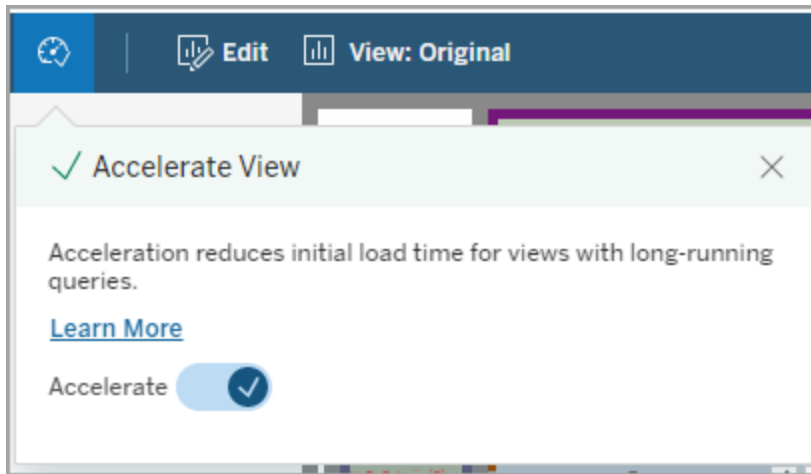 Edit
View: Original
Accelerate View
Acceleration reduces initial load time for views with long-running
queries.
Learn More
Accelerate